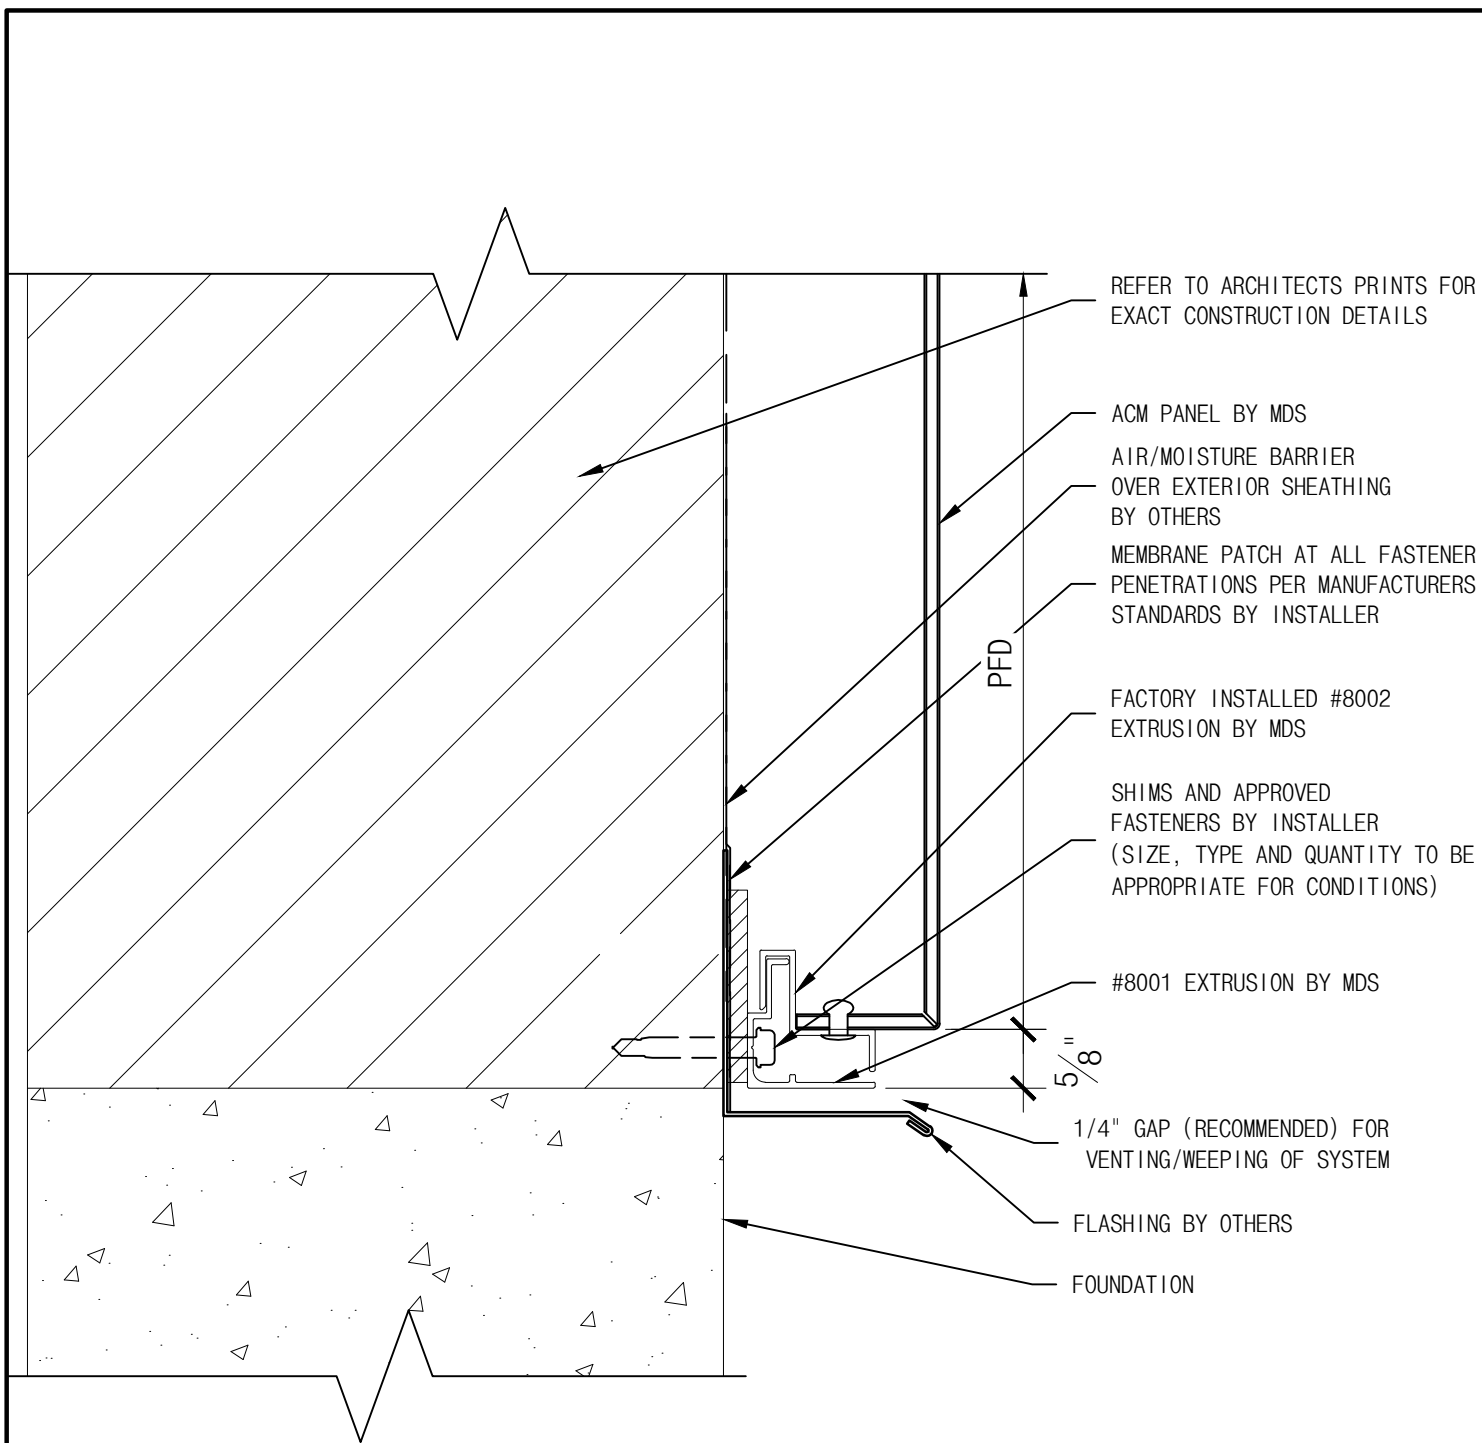 REFER TO ARCHITECTS PRINTS FOR
EXACT CONSTRUCTION DETAILS
ACM PANEL BY MDS
AIR/MOISTURE BARRIER
OVER EXTERIOR SHEATHING
BY OTHERS
MEMBRANE PATCH AT ALL FASTENER
PENETRATIONS PER MANUFACTURERS
STANDARDS BY INSTALLER
PFD
FACTORY INSTALLED #8002
EXTRUSION BY MDS
SHIMS AND APPROVED
FASTENERS BY INSTALLER
(SIZE, TYPE AND QUANTITY TO BE
APPROPRIATE FOR CONDITIONS)
#8001 EXTRUSION BY MDS
5/8"
1/4" GAP (RECOMMENDED) FOR
VENTING/WEEPING OF SYSTEM
FLASHING BY OTHERS
FOUNDATION